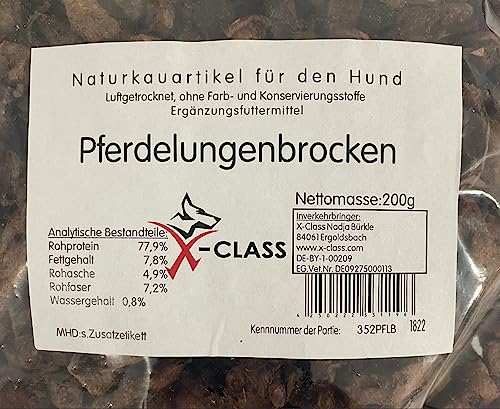 Naturkauartikel für den Hund
Luftgetrocknet, ohne Farb- und Konservierungsstoffe
Ergänzungsfuttermittel
Pferdelungenbrocken
Nettomasse:200g
Inverkehrbringer:
X-Class Nadja Bürkle
84061 Ergoldsbach
www.x-class.com
DE-BY-1-00209
EG.Vet.Nr. DE09275000113
X-CLASS
Analytische Bestandteile:
Rohprotein 77,9%
Fettgehalt 7,8%
Rohasche 4,9%
Rohfaser 7,2%
Wassergehalt 0,8%
MHD:s.Zusatzetikett
Kennnummer der Partie: 352PFLB 1822